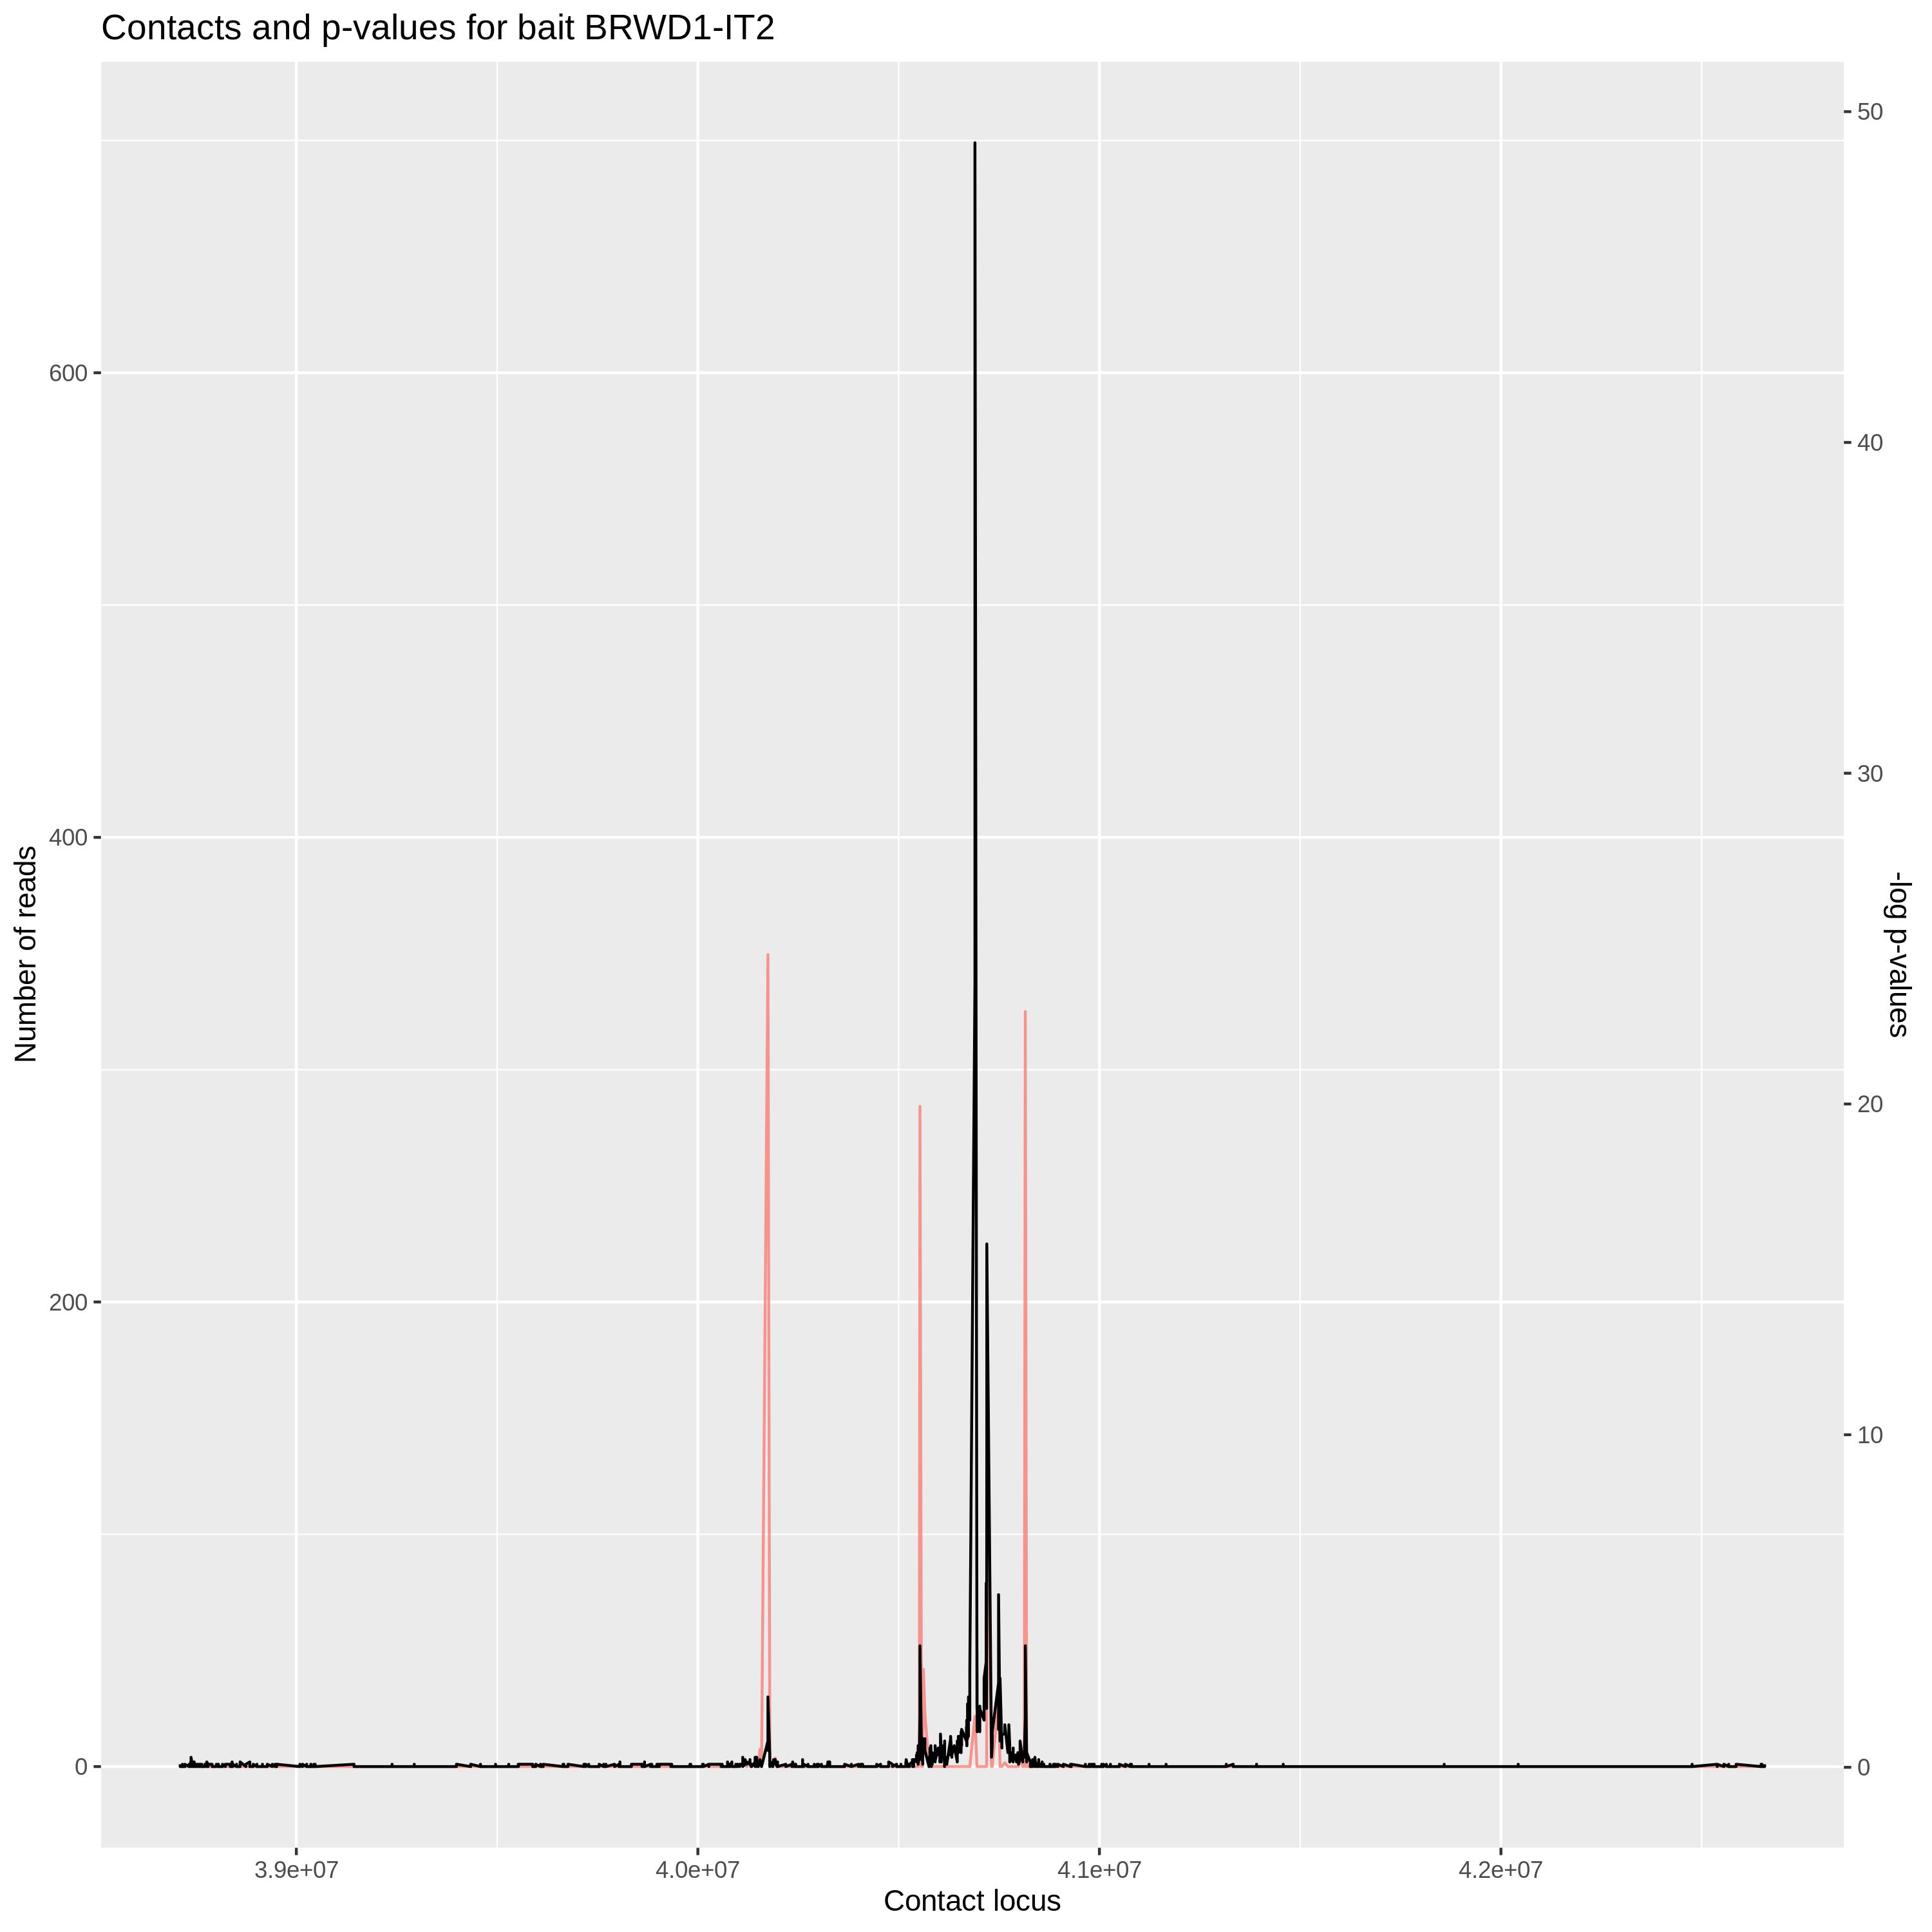 Contacts and p-values for bait BRWD1-IT2
50
600
40
30
400
Number of reads
-log p-values
20
200
10
0
0
3.9e+07
4.0e+07
4.1e+07
4.2e+07
Contact locus